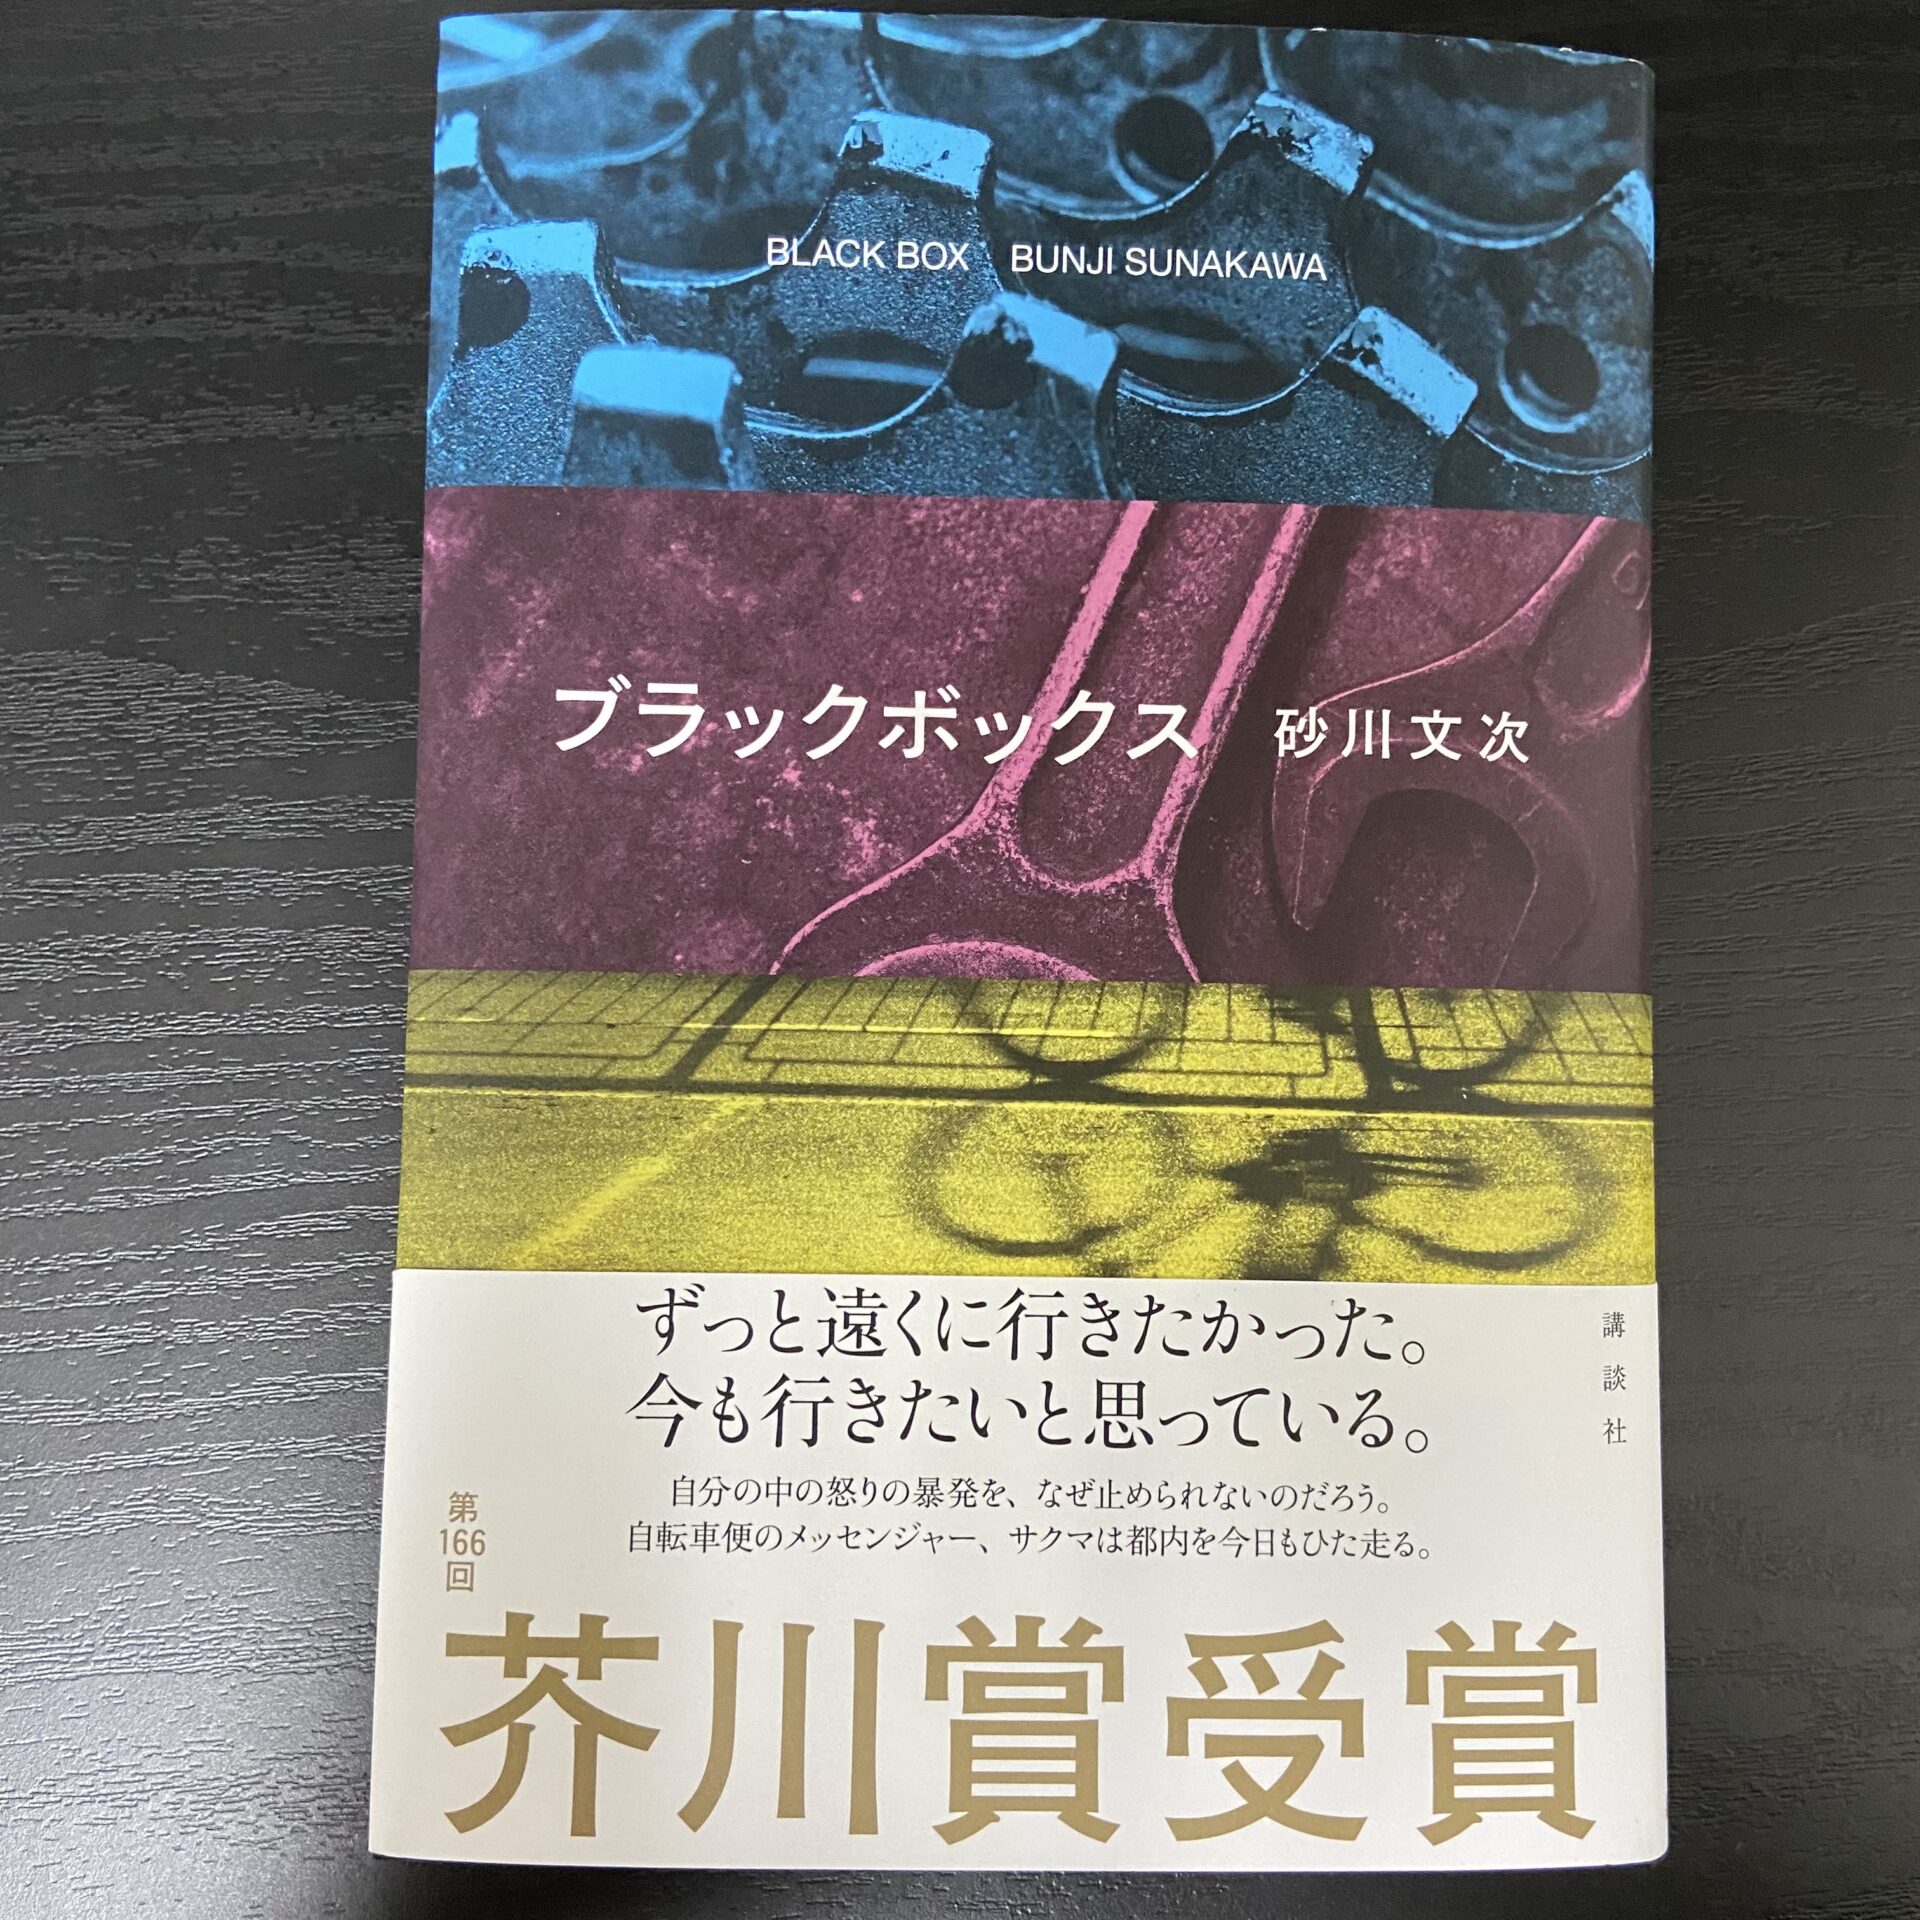 BLACK BOX BUNJI SUNAKAWA
ブラックボックス 砂川文次
ずっと遠くに行きたかった。
今も行きたいと思っている。
講談社
自分の中の怒りの暴発を、なぜ止められないのだろう。
自転車便のメッセンジャー、サクマは都内を今日もひた走る。
第166回
芥川賞受賞